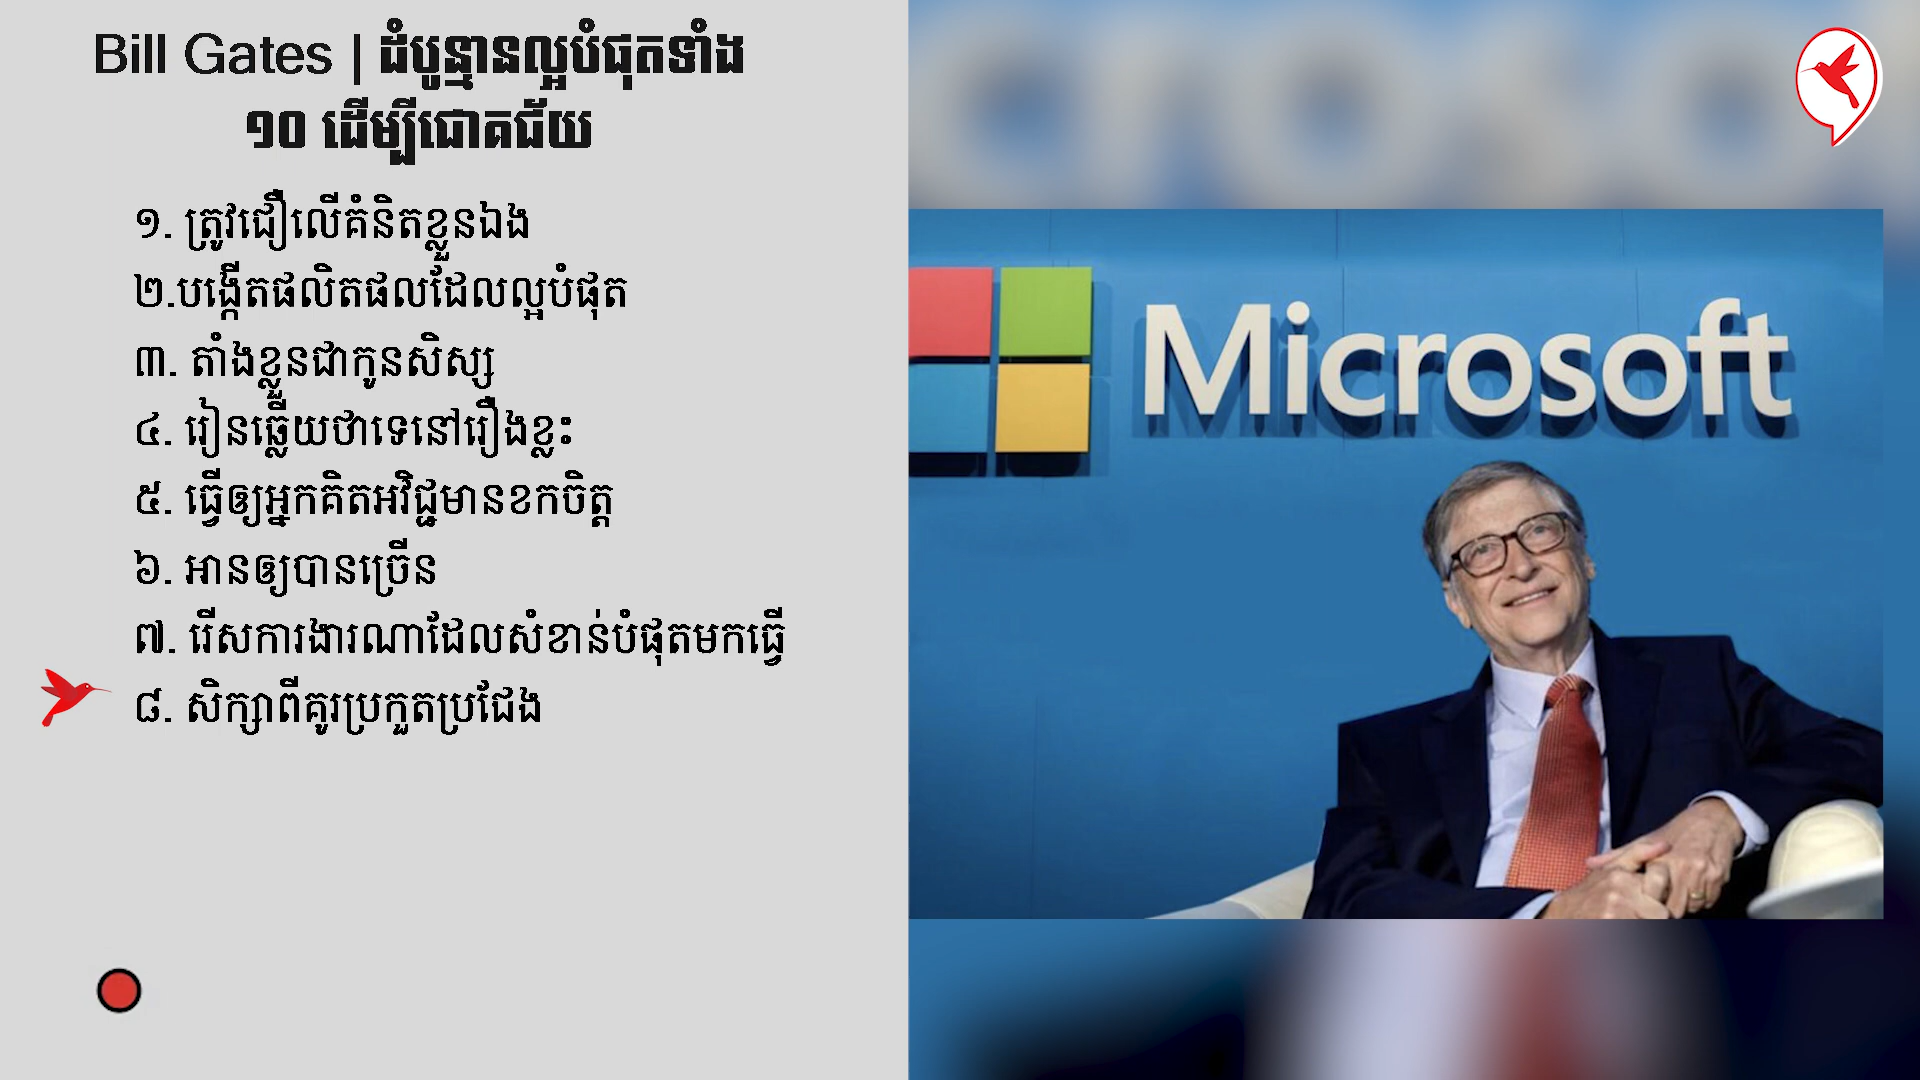 Bill Gates | ដំបូន្មានល្អបំផុតទាំង
១០ ដើម្បីជោគជ័យ
១. ត្រូវជឿលើគំនិតខ្លួនឯង
២.បង្កើតផលិតផលដែលល្អបំផុត
៣. តាំងខ្លួនជាកូនសិស្ស
៤. រៀនឆ្លើយថាទេនៅរឿងខ្លះ
៥. ធ្វើឲ្យអ្នកគិតអវិជ្ជមានខកចិត្ត
៦. អានឲ្យបានច្រើន
៧. រើសការងារណាដែលសំខាន់បំផុតមកធ្វើ
៨. សិក្សាពីគូរប្រកួតប្រជែង
Microsoft